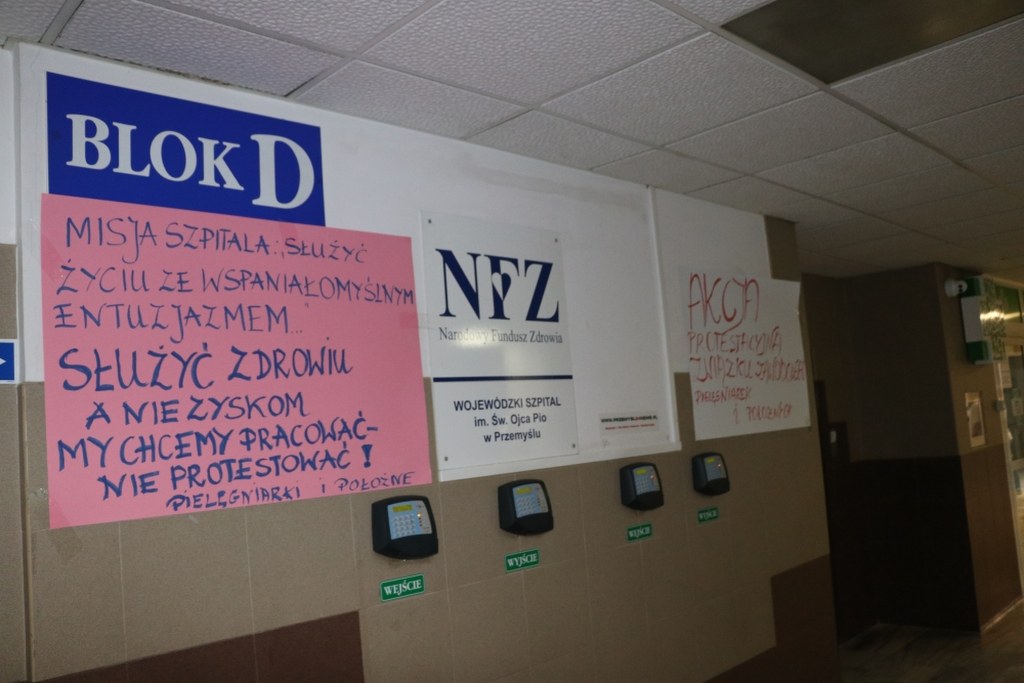 BLOK D
MISJA SZPITALA: SŁUŻYĆ
ŻYCIU ZE WSPANIAŁOMYŚLNYM
ENTUZJAZMEM...
SŁUŻYĆ ZDROWIU
A NIE ZYSKOM
MY CHCEMY PRACOWAĆ-
NIE PROTESTOWAĆ!
PIELĘGNIARKI I POŁOŻNE
NFZ
Narodowy Fundusz Zdrowia
WOJEWÓDZKI SZPITAL
im. Św. Ojca Pio
w Przemyślu
AKCJA
PROTESTACYJNA
ZWIĄZKU ZAWODOWEGO
PIELĘGNIAREK
I POŁOŻNYCH
WEJŚCIE
WYJŚCIE
WEJŚCIE
WYJŚCIE